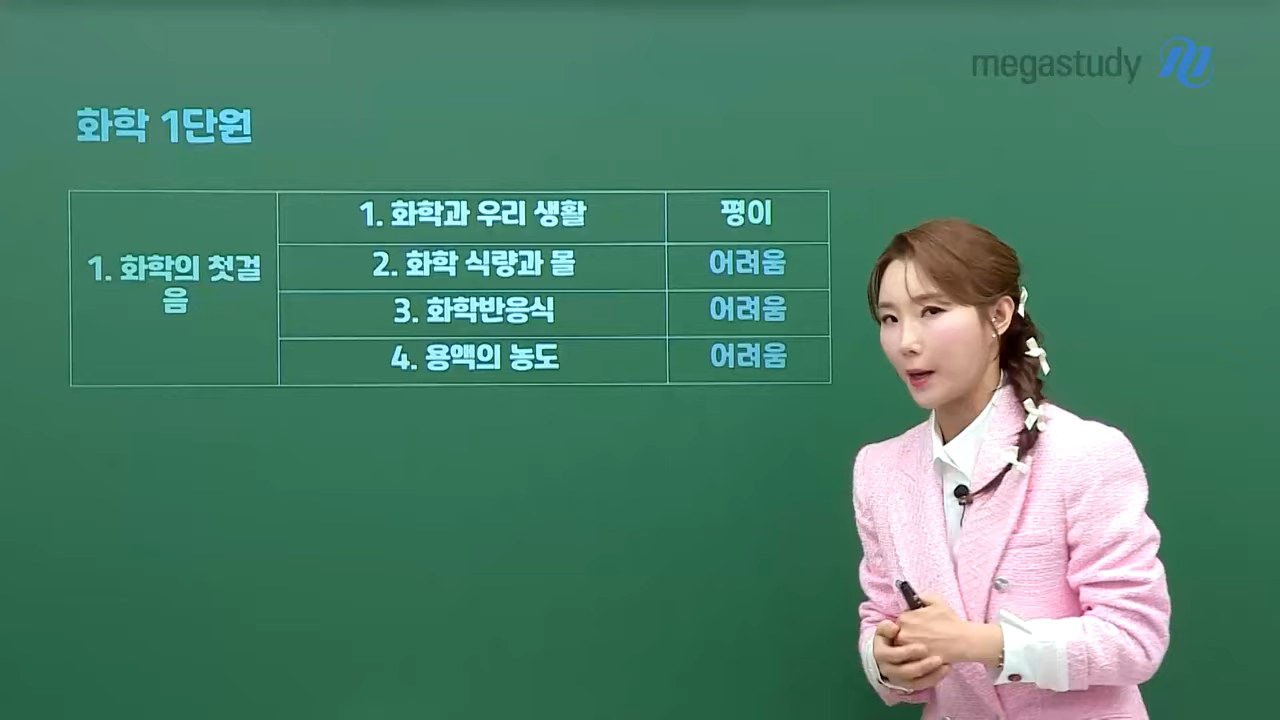 megastudy
화학 1단원
1. 화학의 첫걸
음
1. 화학과 우리 생활
평이
2. 화학 식량과 몰
어려움
3. 화학반응식
어려움
4. 용액의 농도
어려움